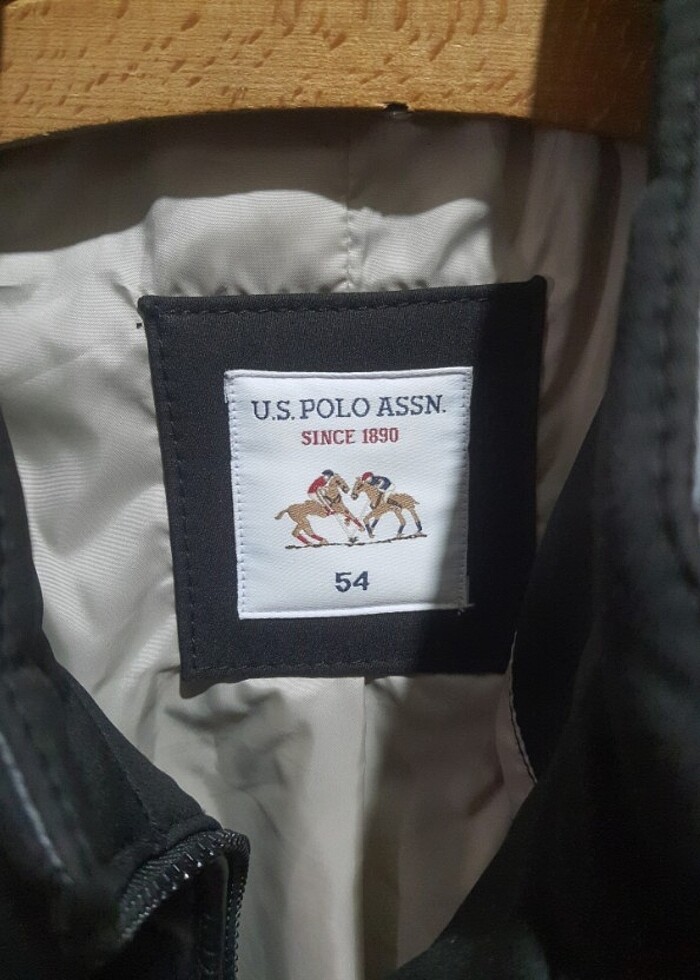 U.S. POLO ASSN.
SINCE 1890
54